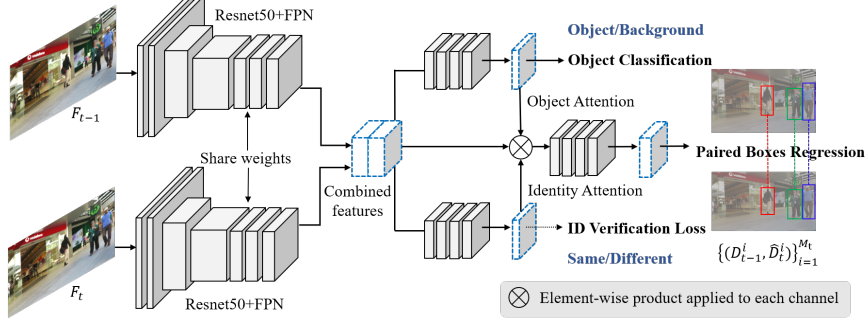 Resnet50+FPN
Object/Background
Object Classification
F_{t-1}
Object Attention
Share weights
Combined
features
Paired Boxes Regression
Identity Attention
F_t
ID Verification Loss
Same/Different
{(D^i_{t-1}, D̂^i_t)}^{M_t}_{i=1}
Resnet50+FPN
⊗ Element-wise product applied to each channel